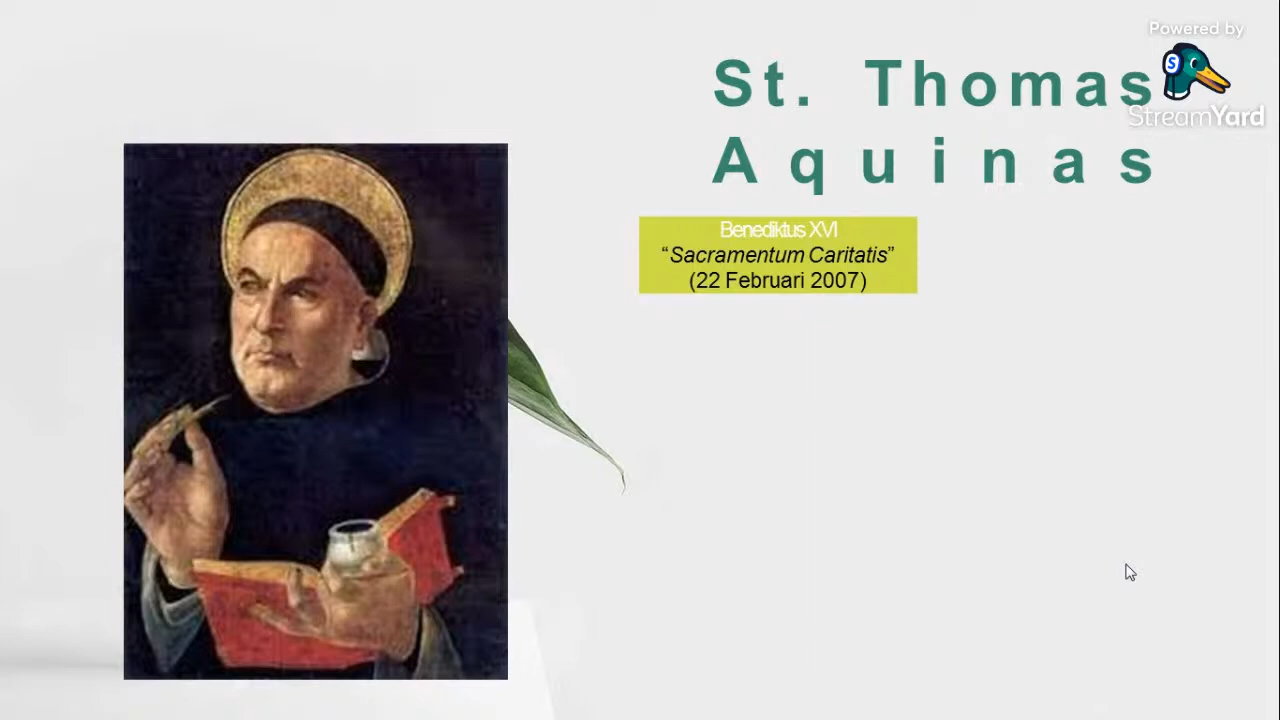 Powered by
StreamYard
St. Thomas
Aquinas
Benediktus XVI
“Sacramentum Caritatis”
(22 Februari 2007)